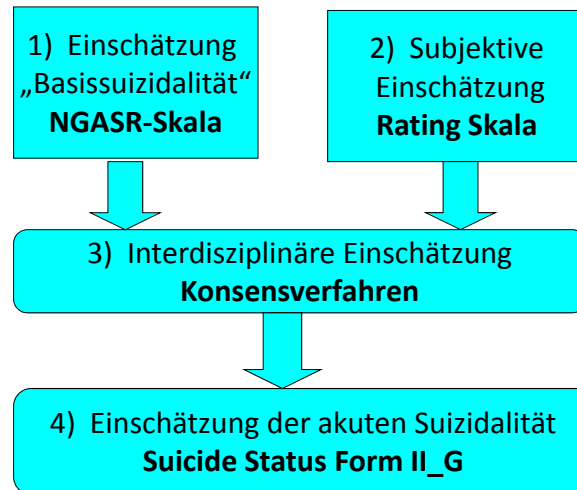 1) Einschätzung
„Basissuizidalität“
NGASR-Skala
2) Subjektive
Einschätzung
Rating Skala
3) Interdisziplinäre Einschätzung
Konsensverfahren
4) Einschätzung der akuten Suizidalität
Suicide Status Form II_G